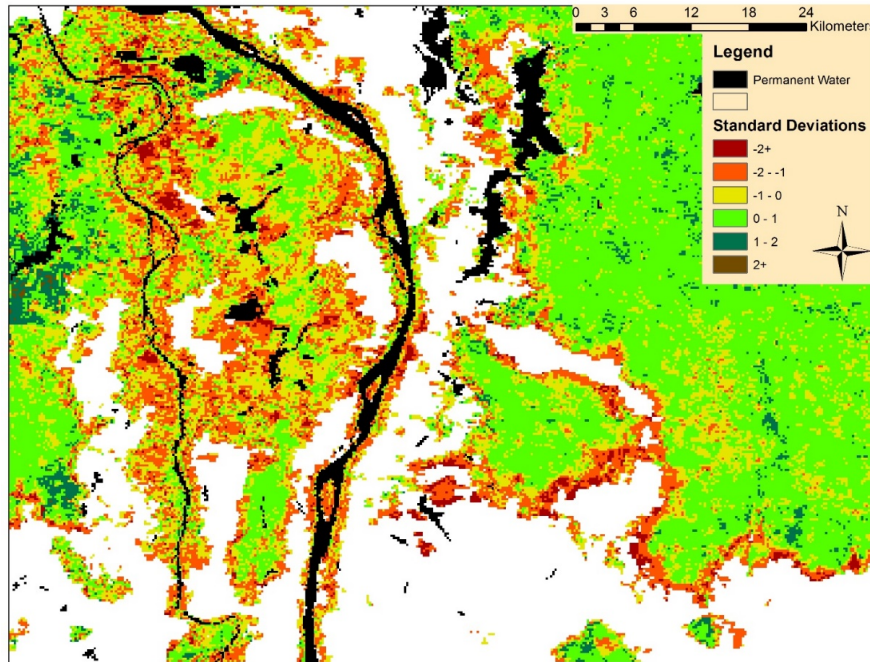 0 3 6 12 18 24
Kilometers
Legend
Permanent Water
Standard Deviations
-2+
-2 - -1
-1 - 0
0 - 1
1 - 2
2+
N